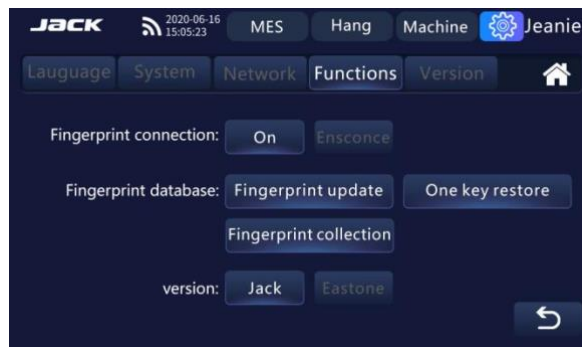 JACK 2020-06-16 MES Hang Machine Jeanie
15:05:23
Lauguage System Network Functions Version
Fingerprint connection: On Ensconce
Fingerprint database: Fingerprint update One key restore
Fingerprint collection
version: Jack Eastone